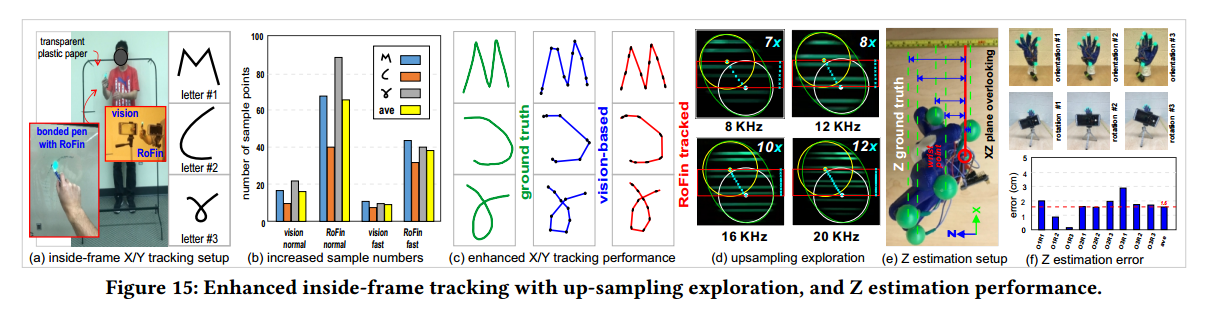 transparent
plastic paper
vision
RoFin
bonded pen
with RoFin
letter #1
letter #2
letter #3
(a) inside-frame X/Y tracking setup
number of sample points
100
80
60
40
20
0
ave
vision
normal
RoFin
normal
vision
fast
RoFin
fast
(b) increased sample numbers
ground truth
vision-based
RoFin tracked
(c) enhanced X/Y tracking performance
7x
8 KHz
8x
12 KHz
10x
16 KHz
12x
20 KHz
(d) upsampling exploration
Z ground truth
wrist
point
XZ plane overlooking
X
Z
(e) Z estimation setup
orientation #1
orientation #2
orientation #3
rotation #1
rotation #2
rotation #3
error (cm)
5
4
3
2
1
0
1.6
O1R1
O1R2
O1R3
O2R1
O2R2
O2R3
O3R1
O3R2
O3R3
ave
(f) Z estimation error
Figure 15: Enhanced inside-frame tracking with up-sampling exploration, and Z estimation performance.